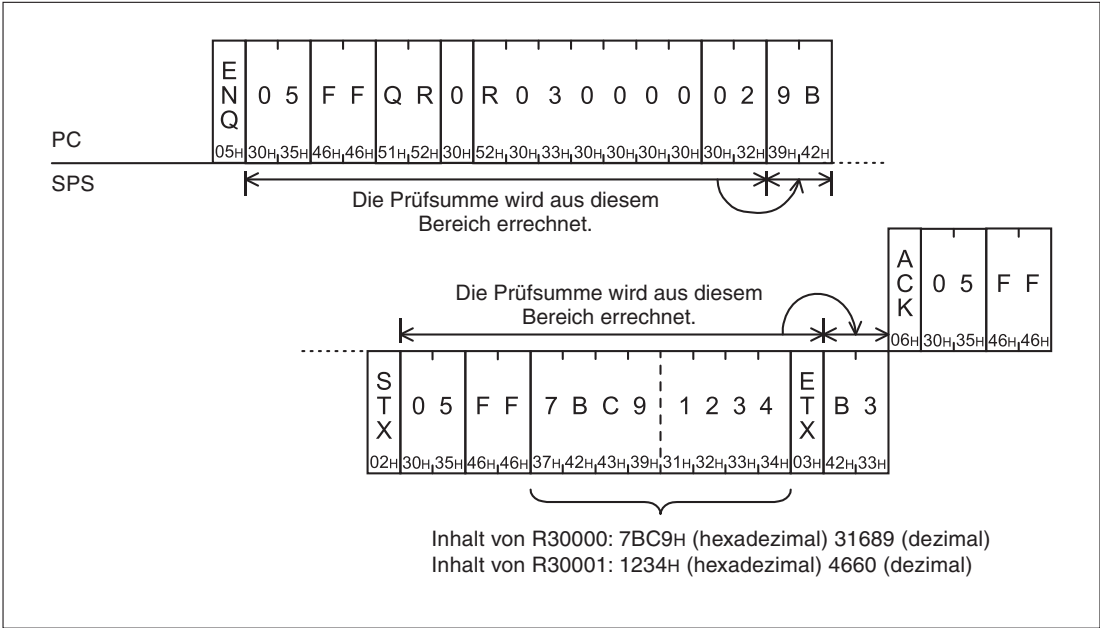 ENQ 0 5 F F Q R 0 R 0 3 0 0 0 0 0 2 9 B
05H 30H 35H 46H 46H 51H 52H 30H 52H 30H 33H 30H 30H 30H 30H 30H 32H 39H 42H
PC
SPS
Die Prüfsumme wird aus diesem
Bereich errechnet.
ACK 0 5 F F
06H 30H 35H 46H 46H
Die Prüfsumme wird aus diesem
Bereich errechnet.
STX 0 5 F F 7 B C 9 1 2 3 4 ETX B 3
02H 30H 35H 46H 46H 37H 42H 43H 39H 31H 32H 33H 34H 03H 42H 33H
Inhalt von R30000: 7BC9H (hexadezimal) 31689 (dezimal)
Inhalt von R30001: 1234H (hexadezimal) 4660 (dezimal)